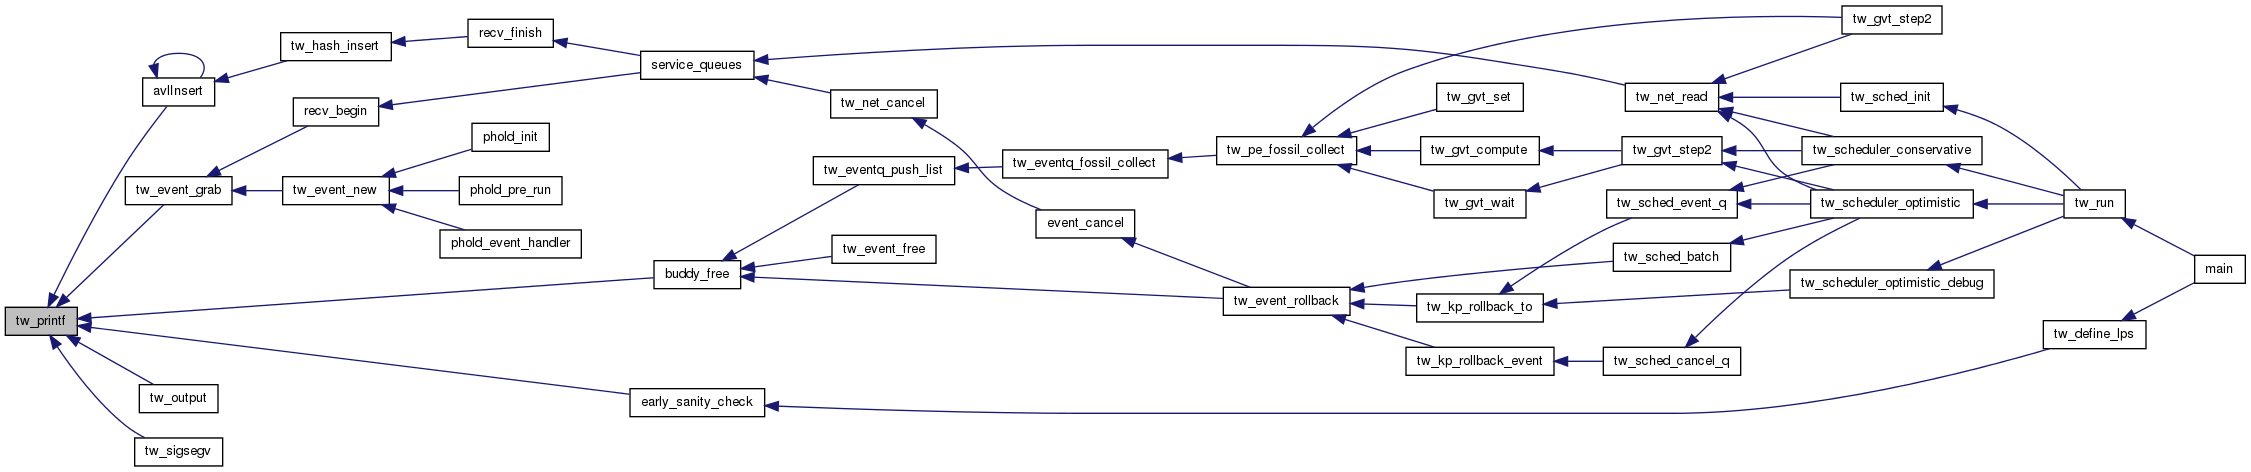 tw_gvt_step2
recv_finish
tw_hash_insert
service_queues
avlInsert
tw_net_cancel
tw_gvt_set
tw_net_read
tw_sched_init
recv_begin
phold_init
tw_pe_fossil_collect
tw_gvt_compute
tw_gvt_step2
tw_scheduler_conservative
tw_eventq_push_list
tw_eventq_fossil_collect
tw_event_grab
tw_event_new
phold_pre_run
tw_gvt_wait
tw_sched_event_q
tw_scheduler_optimistic
tw_run
event_cancel
phold_event_handler
tw_event_free
tw_sched_batch
buddy_free
main
tw_scheduler_optimistic_debug
tw_event_rollback
tw_kp_rollback_to
tw_printf
tw_define_lps
tw_kp_rollback_event
tw_sched_cancel_q
tw_output
early_sanity_check
tw_sigsegv